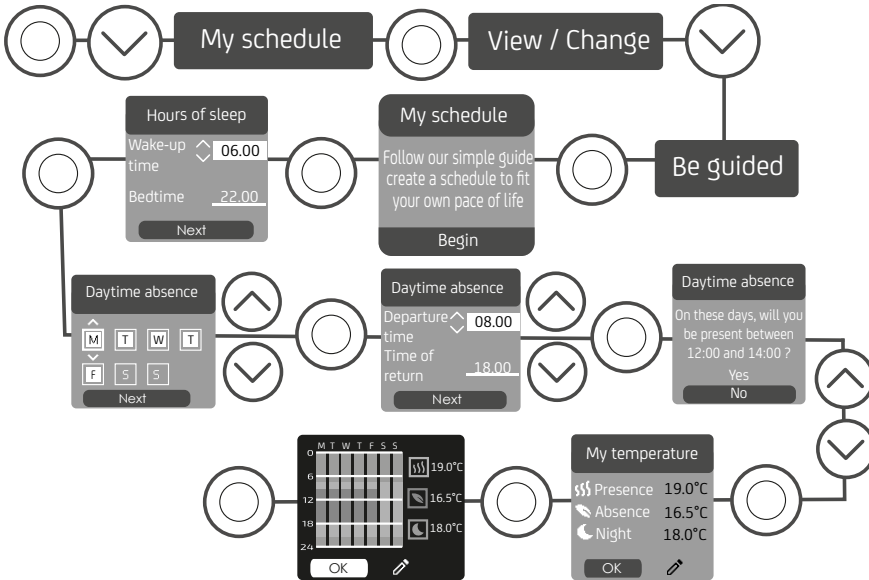 My schedule
View / Change
Be guided
My schedule
Follow our simple guide
create a schedule to fit
your own pace of life
Begin
Hours of sleep
Wake-up
time
06.00
Bedtime
22.00
Next
Daytime absence
M T W T
F S S
Next
Daytime absence
Departure
time
08.00
Time of
return
18.00
Next
Daytime absence
On these days, will you
be present between
12:00 and 14:00 ?
Yes
No
My temperature
Presence 19.0°C
Absence 16.5°C
Night 18.0°C
OK
M T W T F S S
0
6
12
18
24
19.0°C
16.5°C
18.0°C
OK